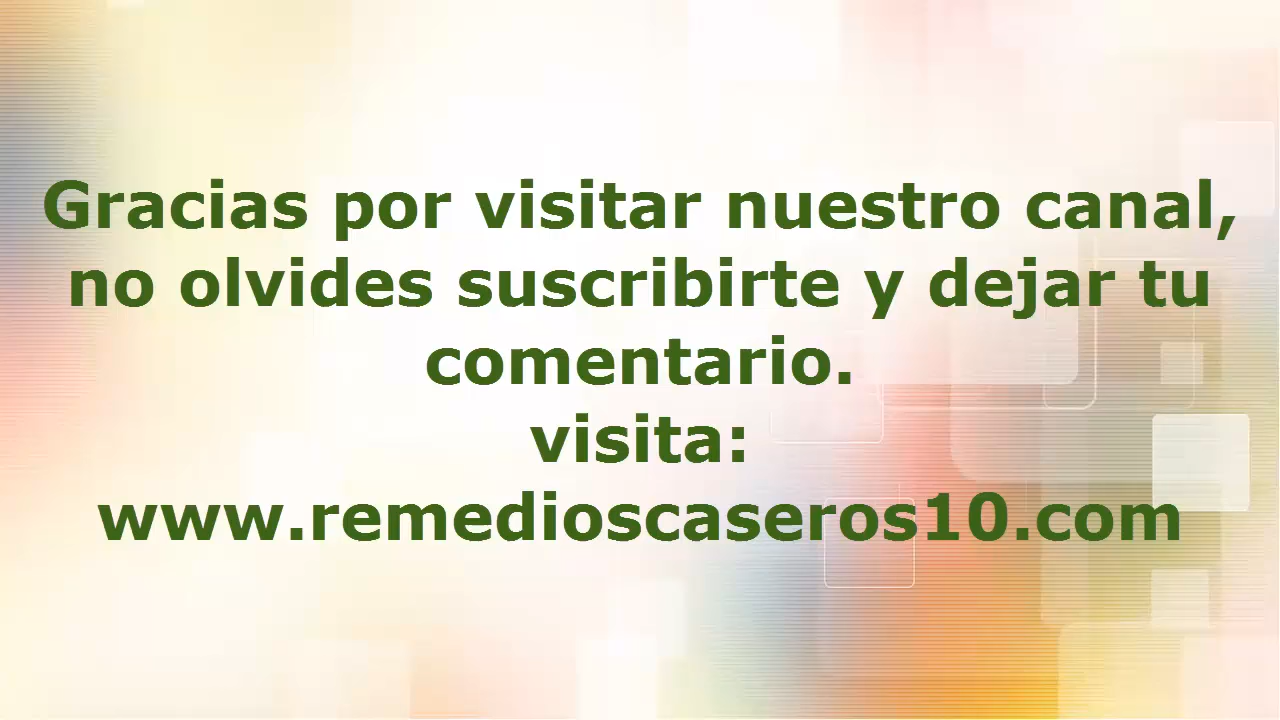 Gracias por visitar nuestro canal,
no olvides suscribirte y dejar tu
comentario.
visita:
www.remedioscaseros10.com